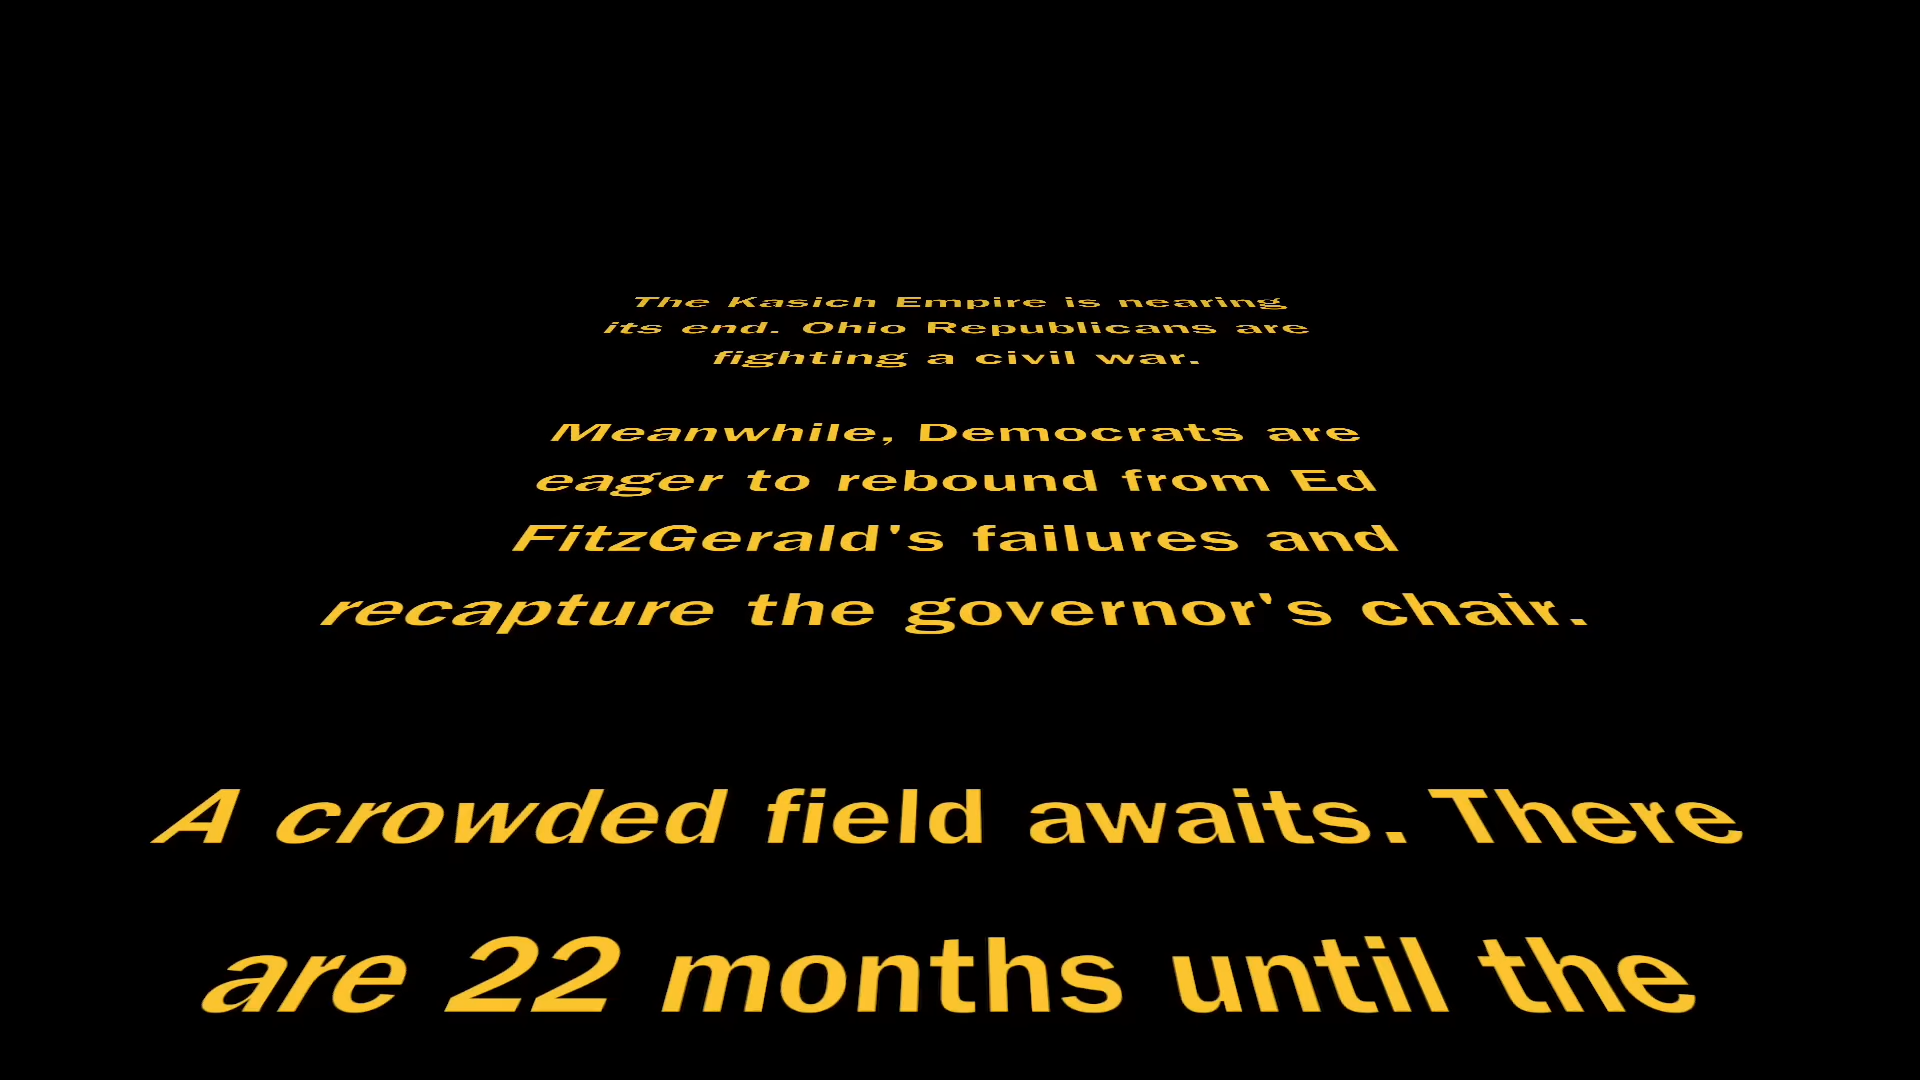 The Kasich Empire is nearing
its end. Ohio Republicans are
fighting a civil war.
Meanwhile, Democrats are
eager to rebound from Ed
FitzGerald's failures and
recapture the governor's chair.
A crowded field awaits. There
are 22 months until the